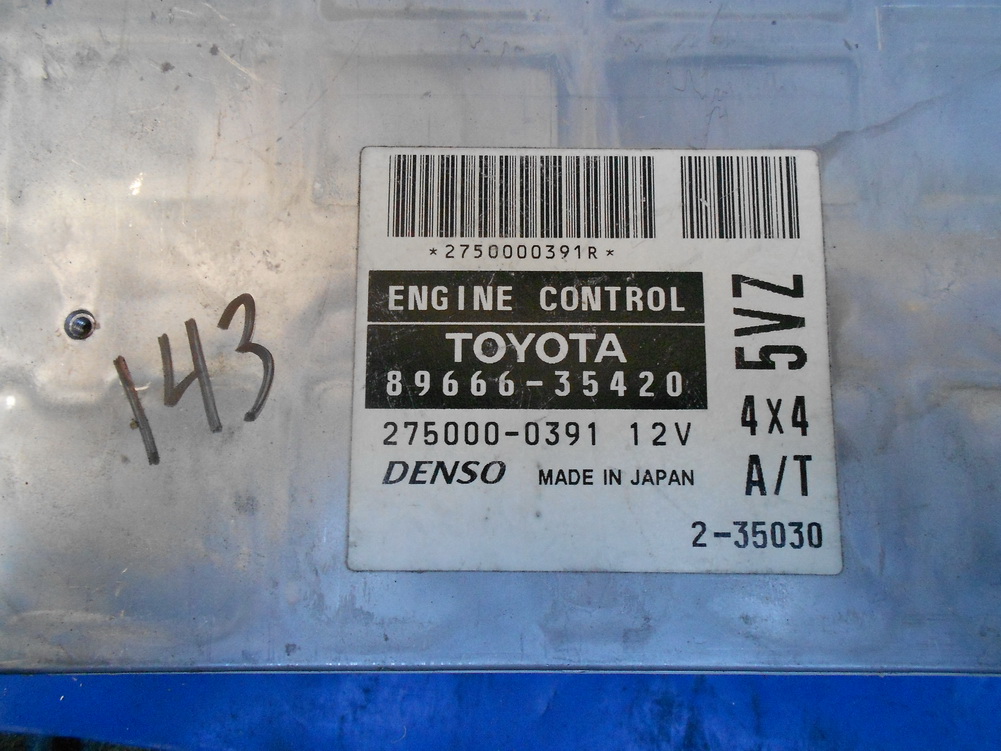 *2750000391R*
ENGINE CONTROL
TOYOTA
89666-35420
275000-0391 12V
DENSO MADE IN JAPAN
5VZ
4X4
A/T
2-35030
143